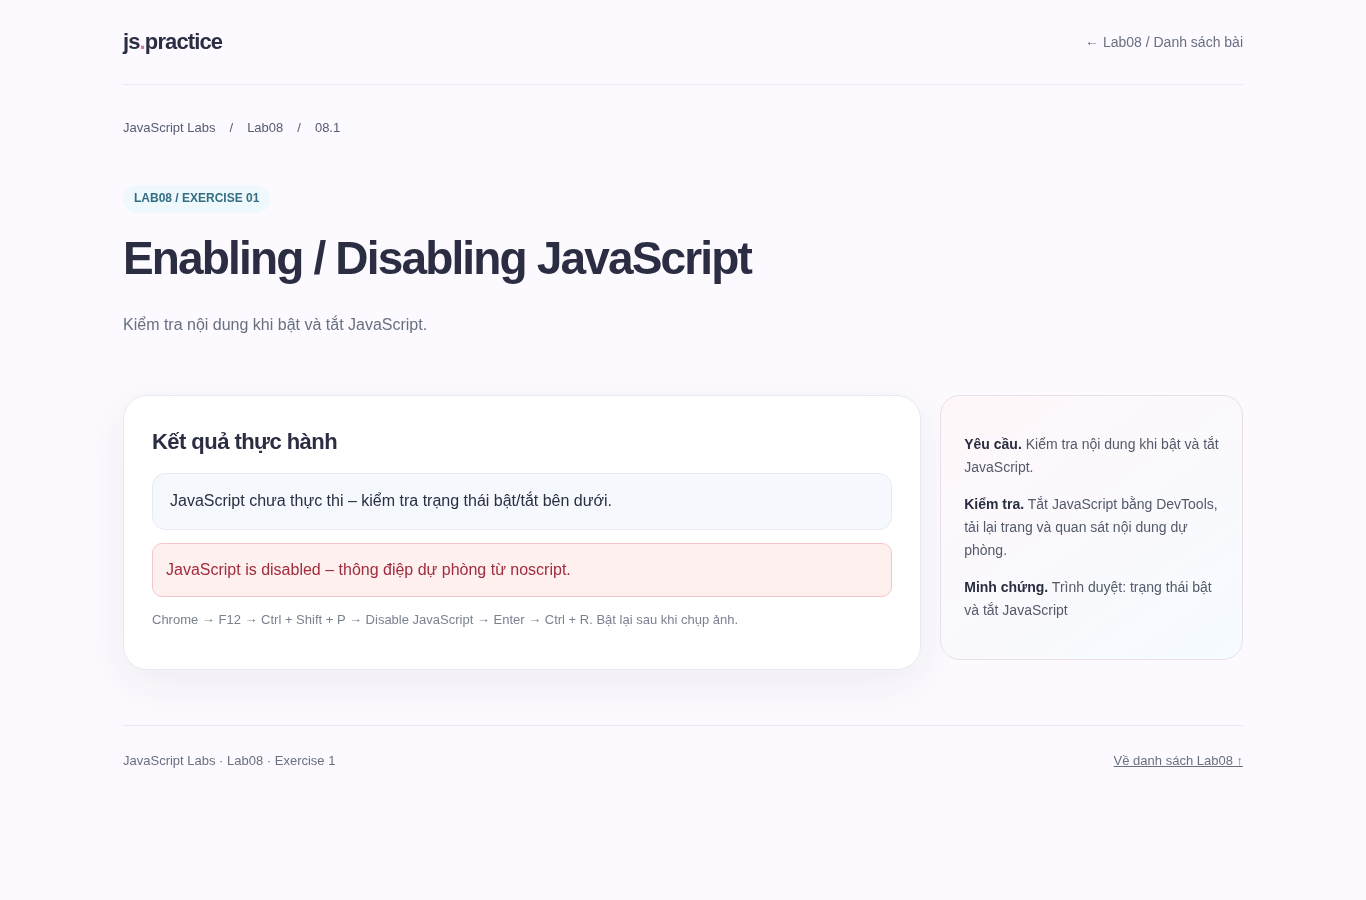 js.practice
← Lab08 / Danh sách bài
JavaScript Labs / Lab08 / 08.1
LAB08 / EXERCISE 01
Enabling / Disabling JavaScript
Kiểm tra nội dung khi bật và tắt JavaScript.
Kết quả thực hành
JavaScript chưa thực thi – kiểm tra trạng thái bật/tắt bên dưới.
JavaScript is disabled – thông điệp dự phòng từ noscript.
Chrome → F12 → Ctrl + Shift + P → Disable JavaScript → Enter → Ctrl + R. Bật lại sau khi chụp ảnh.
Yêu cầu. Kiểm tra nội dung khi bật và tắt
JavaScript.
Kiểm tra. Tắt JavaScript bằng DevTools,
tải lại trang và quan sát nội dung dự
phòng.
Minh chứng. Trình duyệt: trạng thái bật
và tắt JavaScript
JavaScript Labs · Lab08 · Exercise 1
Về danh sách Lab08 ↑